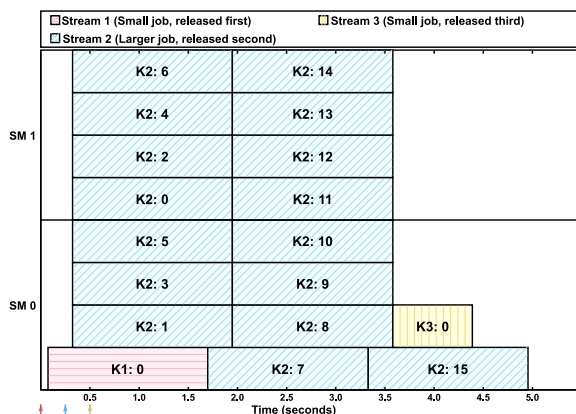 Stream 1 (Small job, released first) Stream 3 (Small job, released third)
Stream 2 (Larger job, released second)
K2: 6 K2: 14
K2: 4 K2: 13
SM 1
K2: 2 K2: 12
K2: 0 K2: 11
K2: 5 K2: 10
K2: 3 K2: 9
SM 0
K2: 1 K2: 8 K3: 0
K1: 0 K2: 7 K2: 15
0.5 1.0 1.5 2.0 2.5 3.0 3.5 4.0 4.5 5.0
Time (seconds)